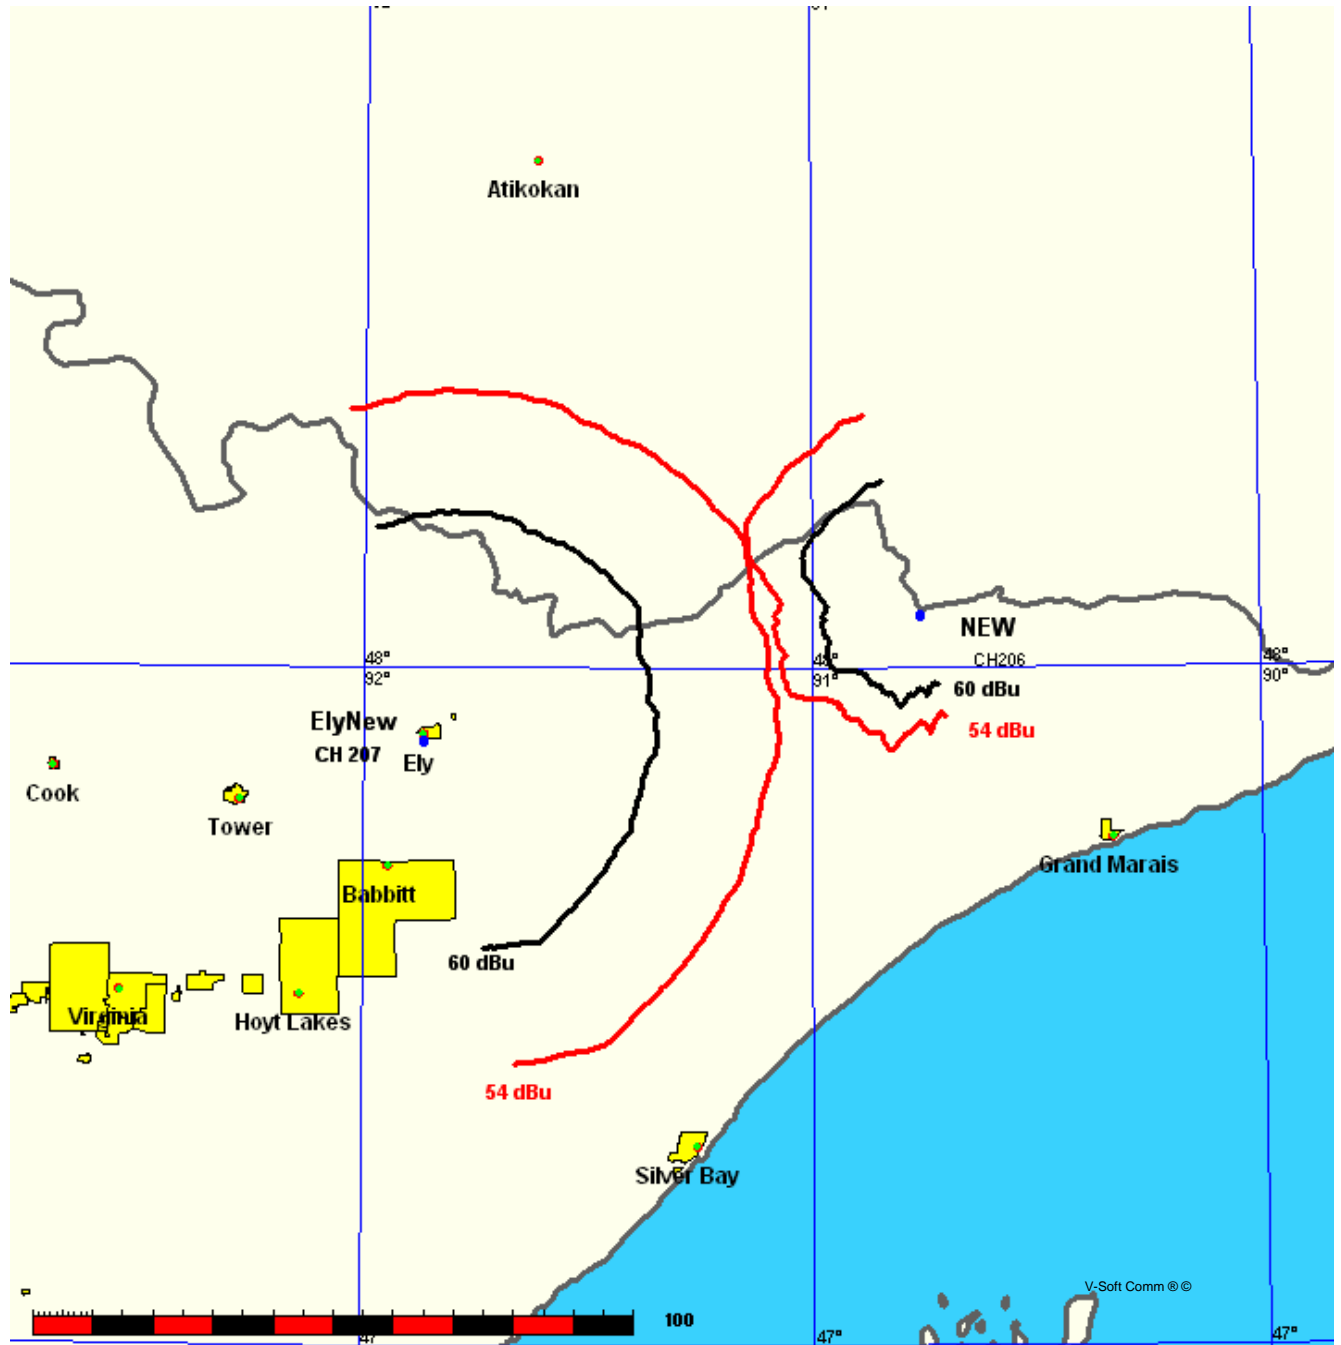 Atikokan
48°
92°
48°
91°
48°
90°
NEW
CH206
60 dBu
54 dBu
ElyNew
CH 207
Ely
Cook
Tower
Grand Marais
Babbitt
60 dBu
Virginia
Hoyt Lakes
54 dBu
Silver Bay
V-Soft Comm ® ©
100
47
47°
47°